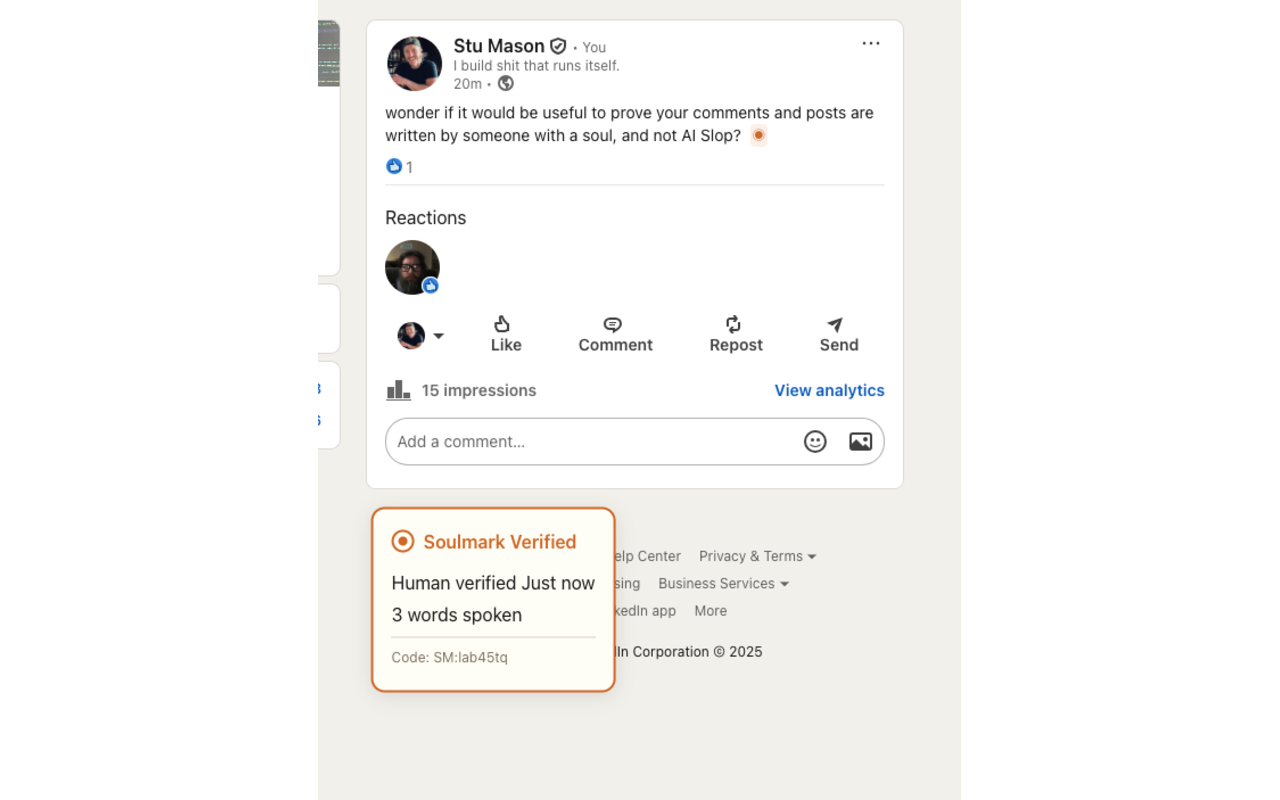 Stu Mason • You
I build shit that runs itself.
20m •
wonder if it would be useful to prove your comments and posts are
written by someone with a soul, and not AI Slop?
1
Reactions
Like Comment Repost Send
15 impressions View analytics
Add a comment...
Soulmark Verified
Human verified Just now
3 words spoken
Code: SM:lab45tq
elp Center Privacy & Terms
sing Business Services
kedIn app More
In Corporation © 2025